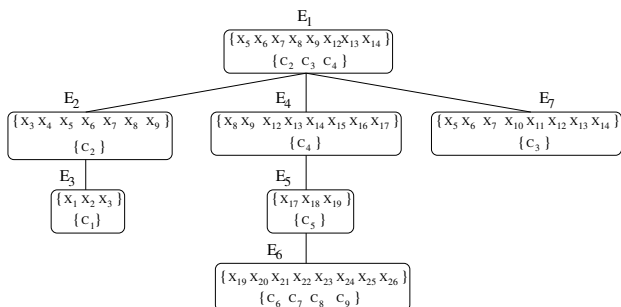 E₁
{x₅ x₆ x₇ x₈ x₉ x₁₂x₁₃ x₁₄ }
{c₂ c₃ c₄ }
E₂ E₄ E₇
{x₃ x₄ x₅ x₆ x₇ x₈ x₉ } {x₈ x₉ x₁₂ x₁₃ x₁₄ x₁₅ x₁₆ x₁₇ } {x₅ x₆ x₇ x₁₀ x₁₁ x₁₂ x₁₃ x₁₄ }
{c₂ } {c₄ } {c₃ }
E₃ E₅
{x₁ x₂ x₃ } {x₁₇ x₁₈ x₁₉ }
{c₁} {c₅ }
E₆
{x₁₉ x₂₀ x₂₁ x₂₂ x₂₃ x₂₄ x₂₅ x₂₆ }
{c₆ c₇ c₈ c₉ }